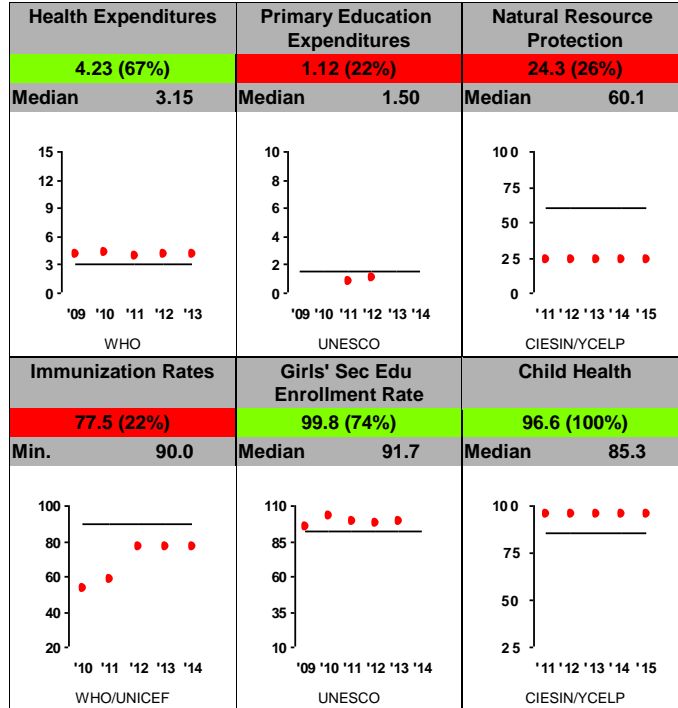 Health Expenditures
4.23 (67%)
Median 3.15
15
12
9
6
3
0
'09 '10 '11 '12 '13
WHO
Primary Education
Expenditures
1.12 (22%)
Median 1.50
10
8
6
4
2
0
'09 '10 '11 '12 '13 '14
UNESCO
Natural Resource
Protection
24.3 (26%)
Median 60.1
100
75
50
25
0
'11 '12 '13 '14 '15
CIESIN/YCELP
Immunization Rates
77.5 (22%)
Min. 90.0
100
80
60
40
20
'10 '11 '12 '13 '14
WHO/UNICEF
Girls' Sec Edu
Enrollment Rate
99.8 (74%)
Median 91.7
110
85
60
35
10
'09 '10 '11 '12 '13 '14
UNESCO
Child Health
96.6 (100%)
Median 85.3
100
75
50
25
'11 '12 '13 '14 '15
CIESIN/YCELP